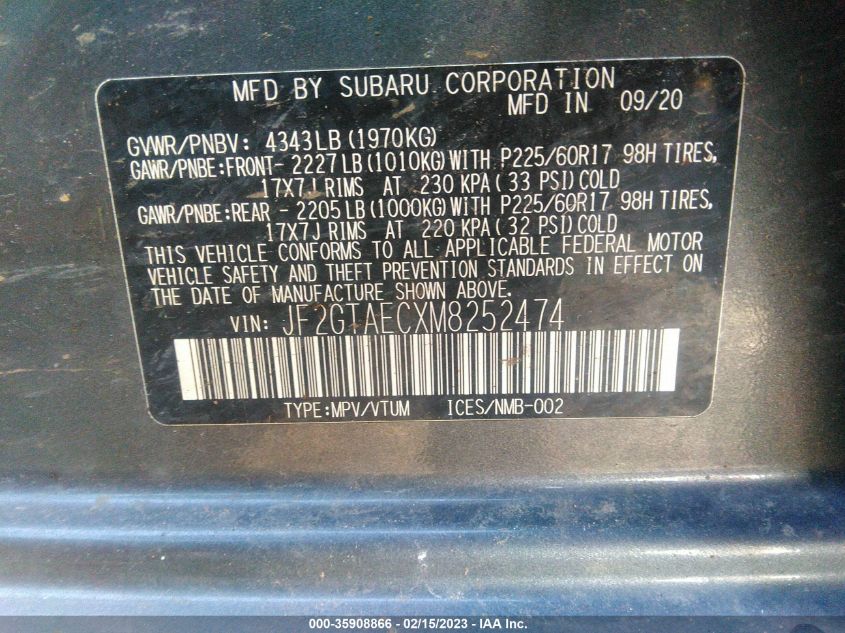 MFD BY SUBARU CORPORATION
MFD IN 09/20
GVWR/PNBV: 4343LB (1970KG)
GAWR/PNBE:FRONT- 2227LB(1010KG)WITH P225/60R17 98H TIRES,
17X7J RIMS AT 230 KPA( 33 PSI)COLD
GAWR/PNBE:REAR - 2205LB(1000KG)WITH P225/60R17 98H TIRES,
17X7J RIMS AT 220 KPA( 32 PSI)COLD
THIS VEHICLE CONFORMS TO ALL APPLICABLE FEDERAL MOTOR
VEHICLE SAFETY AND THEFT PREVENTION STANDARDS IN EFFECT ON
THE DATE OF MANUFACTURE SHOWN ABOVE.
VIN: JF2GTAECXM8252474
TYPE:MPV/VTUM ICES/NMB-002
000-35908866 - 02/15/2023 - IAA Inc.